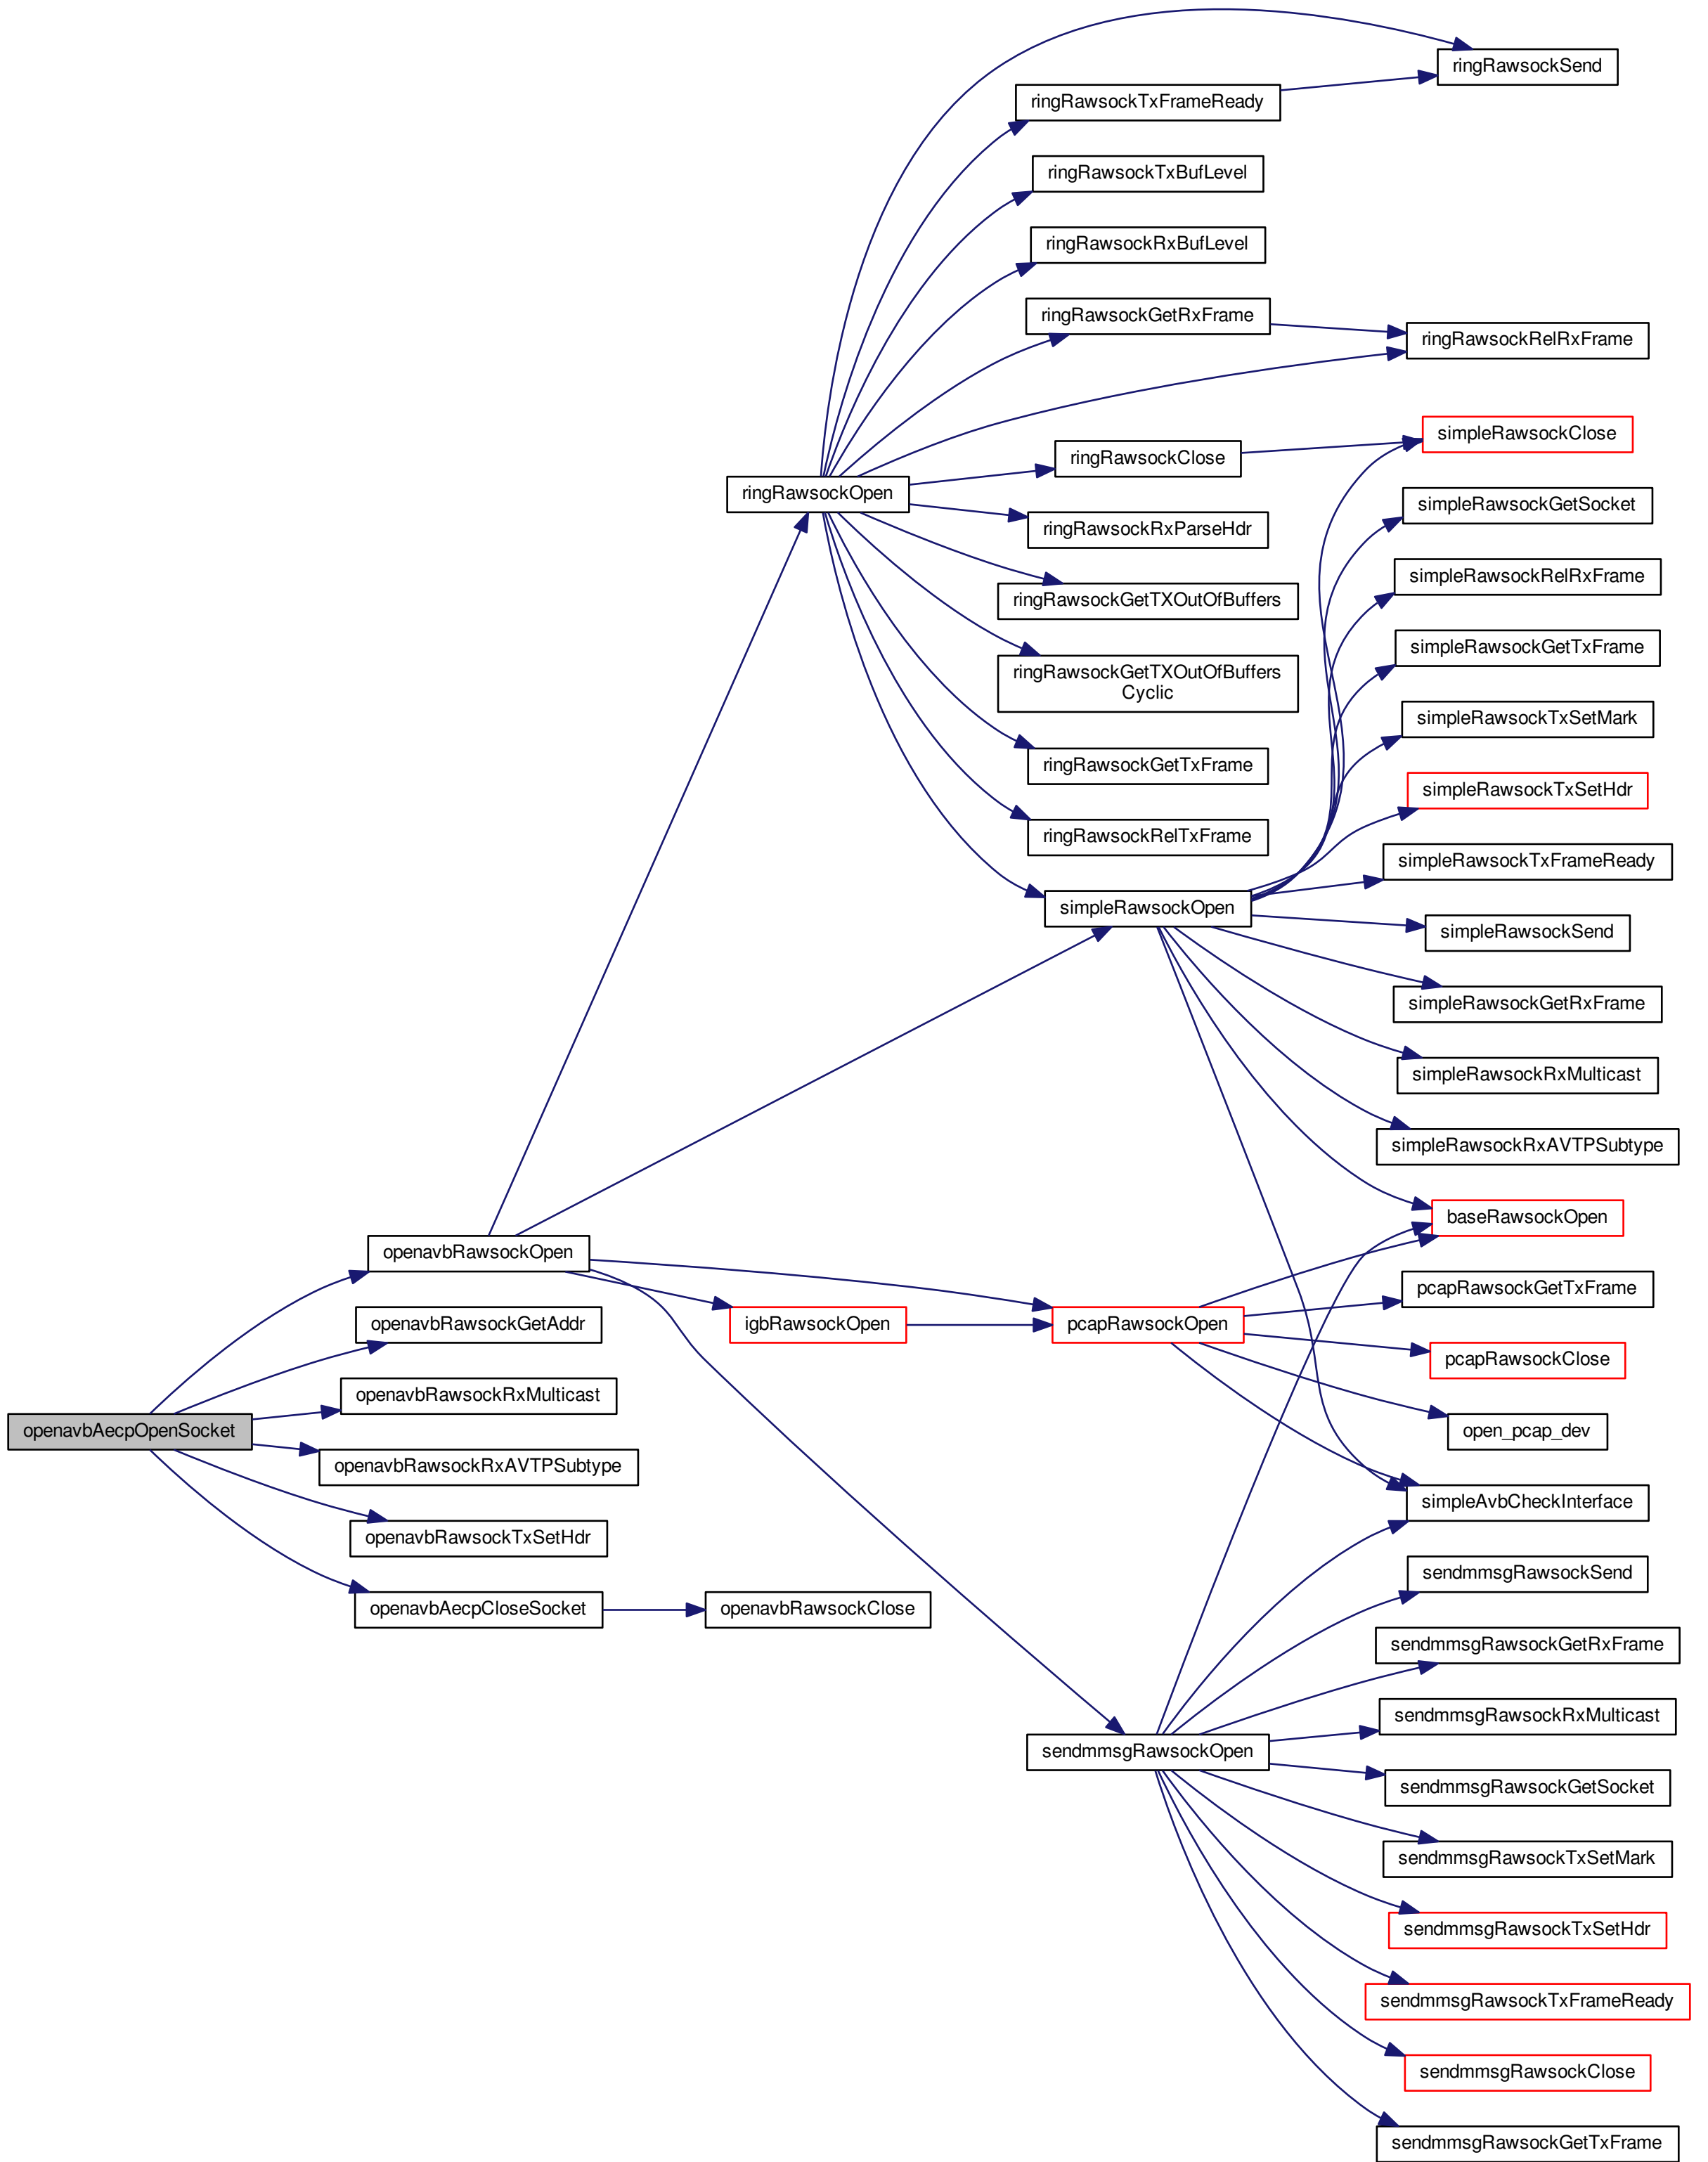 ringRawsockSend
ringRawsockTxFrameReady
ringRawsockTxBufLevel
ringRawsockRxBufLevel
ringRawsockGetRxFrame
ringRawsockRelRxFrame
simpleRawsockClose
ringRawsockClose
ringRawsockOpen
simpleRawsockGetSocket
ringRawsockRxParseHdr
simpleRawsockRelRxFrame
ringRawsockGetTXOutOfBuffers
simpleRawsockGetTxFrame
ringRawsockGetTXOutOfBuffers
Cyclic
simpleRawsockTxSetMark
ringRawsockGetTxFrame
simpleRawsockTxSetHdr
ringRawsockRelTxFrame
simpleRawsockTxFrameReady
simpleRawsockOpen
simpleRawsockSend
simpleRawsockGetRxFrame
simpleRawsockRxMulticast
simpleRawsockRxAVTPSubtype
baseRawsockOpen
openavbRawsockOpen
pcapRawsockGetTxFrame
openavbRawsockGetAddr
igbRawsockOpen
pcapRawsockOpen
pcapRawsockClose
openavbRawsockRxMulticast
openavbAecpOpenSocket
open_pcap_dev
openavbRawsockRxAVTPSubtype
simpleAvbCheckInterface
openavbRawsockTxSetHdr
sendmmsgRawsockSend
openavbAecpCloseSocket
openavbRawsockClose
sendmmsgRawsockGetRxFrame
sendmmsgRawsockRxMulticast
sendmmsgRawsockOpen
sendmmsgRawsockGetSocket
sendmmsgRawsockTxSetMark
sendmmsgRawsockTxSetHdr
sendmmsgRawsockTxFrameReady
sendmmsgRawsockClose
sendmmsgRawsockGetTxFrame